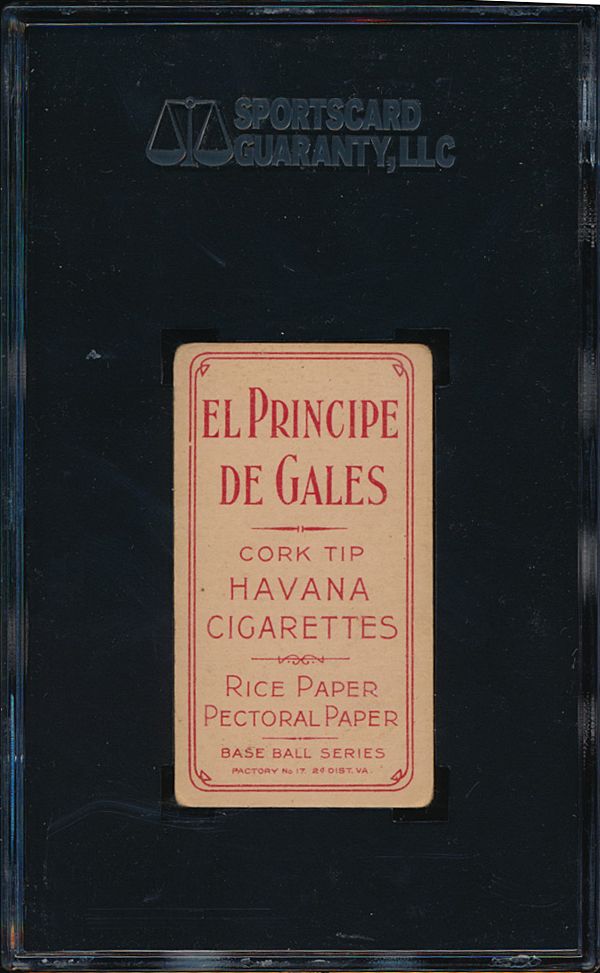 SPORTSCARD
GUARANTY, LLC
EL PRINCIPE
DE GALES
CORK TIP
HAVANA
CIGARETTES
RICE PAPER
PECTORAL PAPER
BASE BALL SERIES
FACTORY No 17. 2d DIST. VA.